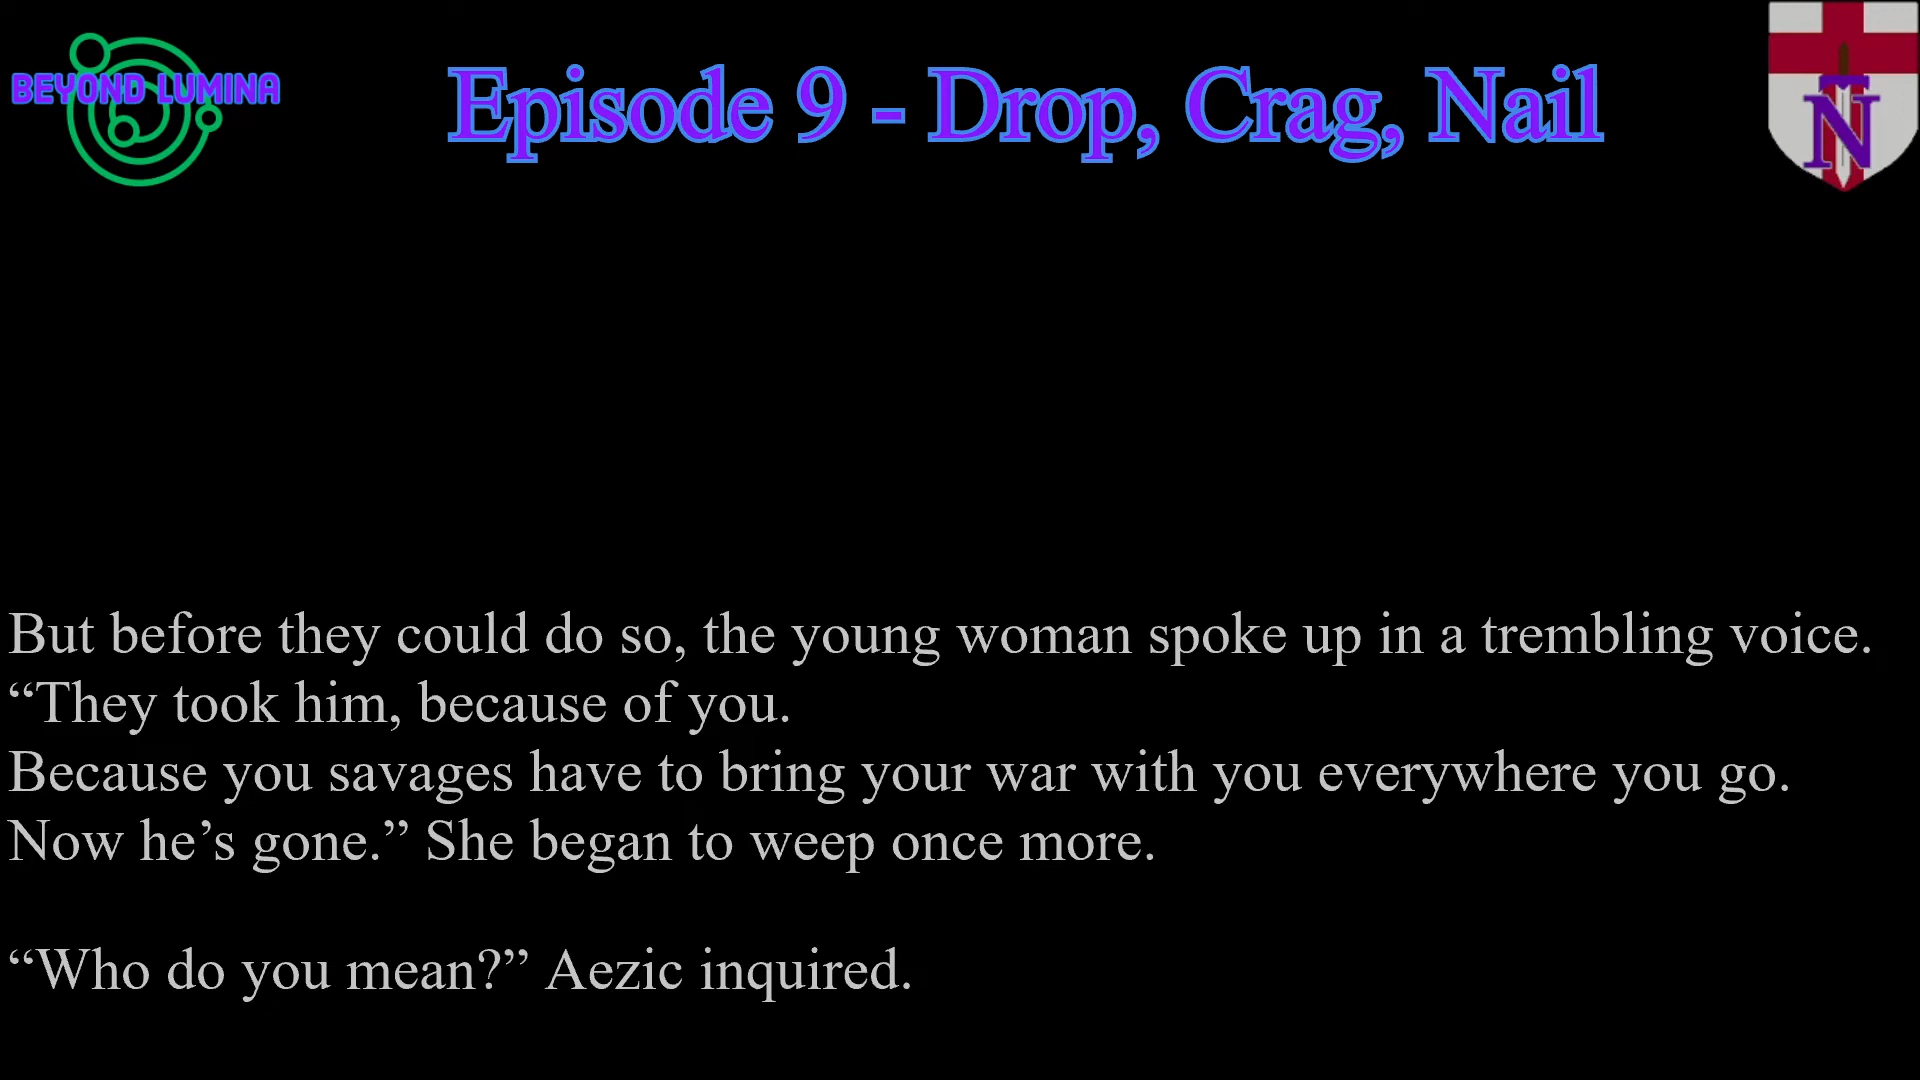 BEYOND LUMINA
Episode 9 - Drop, Crag, Nail
N
But before they could do so, the young woman spoke up in a trembling voice.
“They took him, because of you.
Because you savages have to bring your war with you everywhere you go.
Now he’s gone.” She began to weep once more.
“Who do you mean?” Aezic inquired.